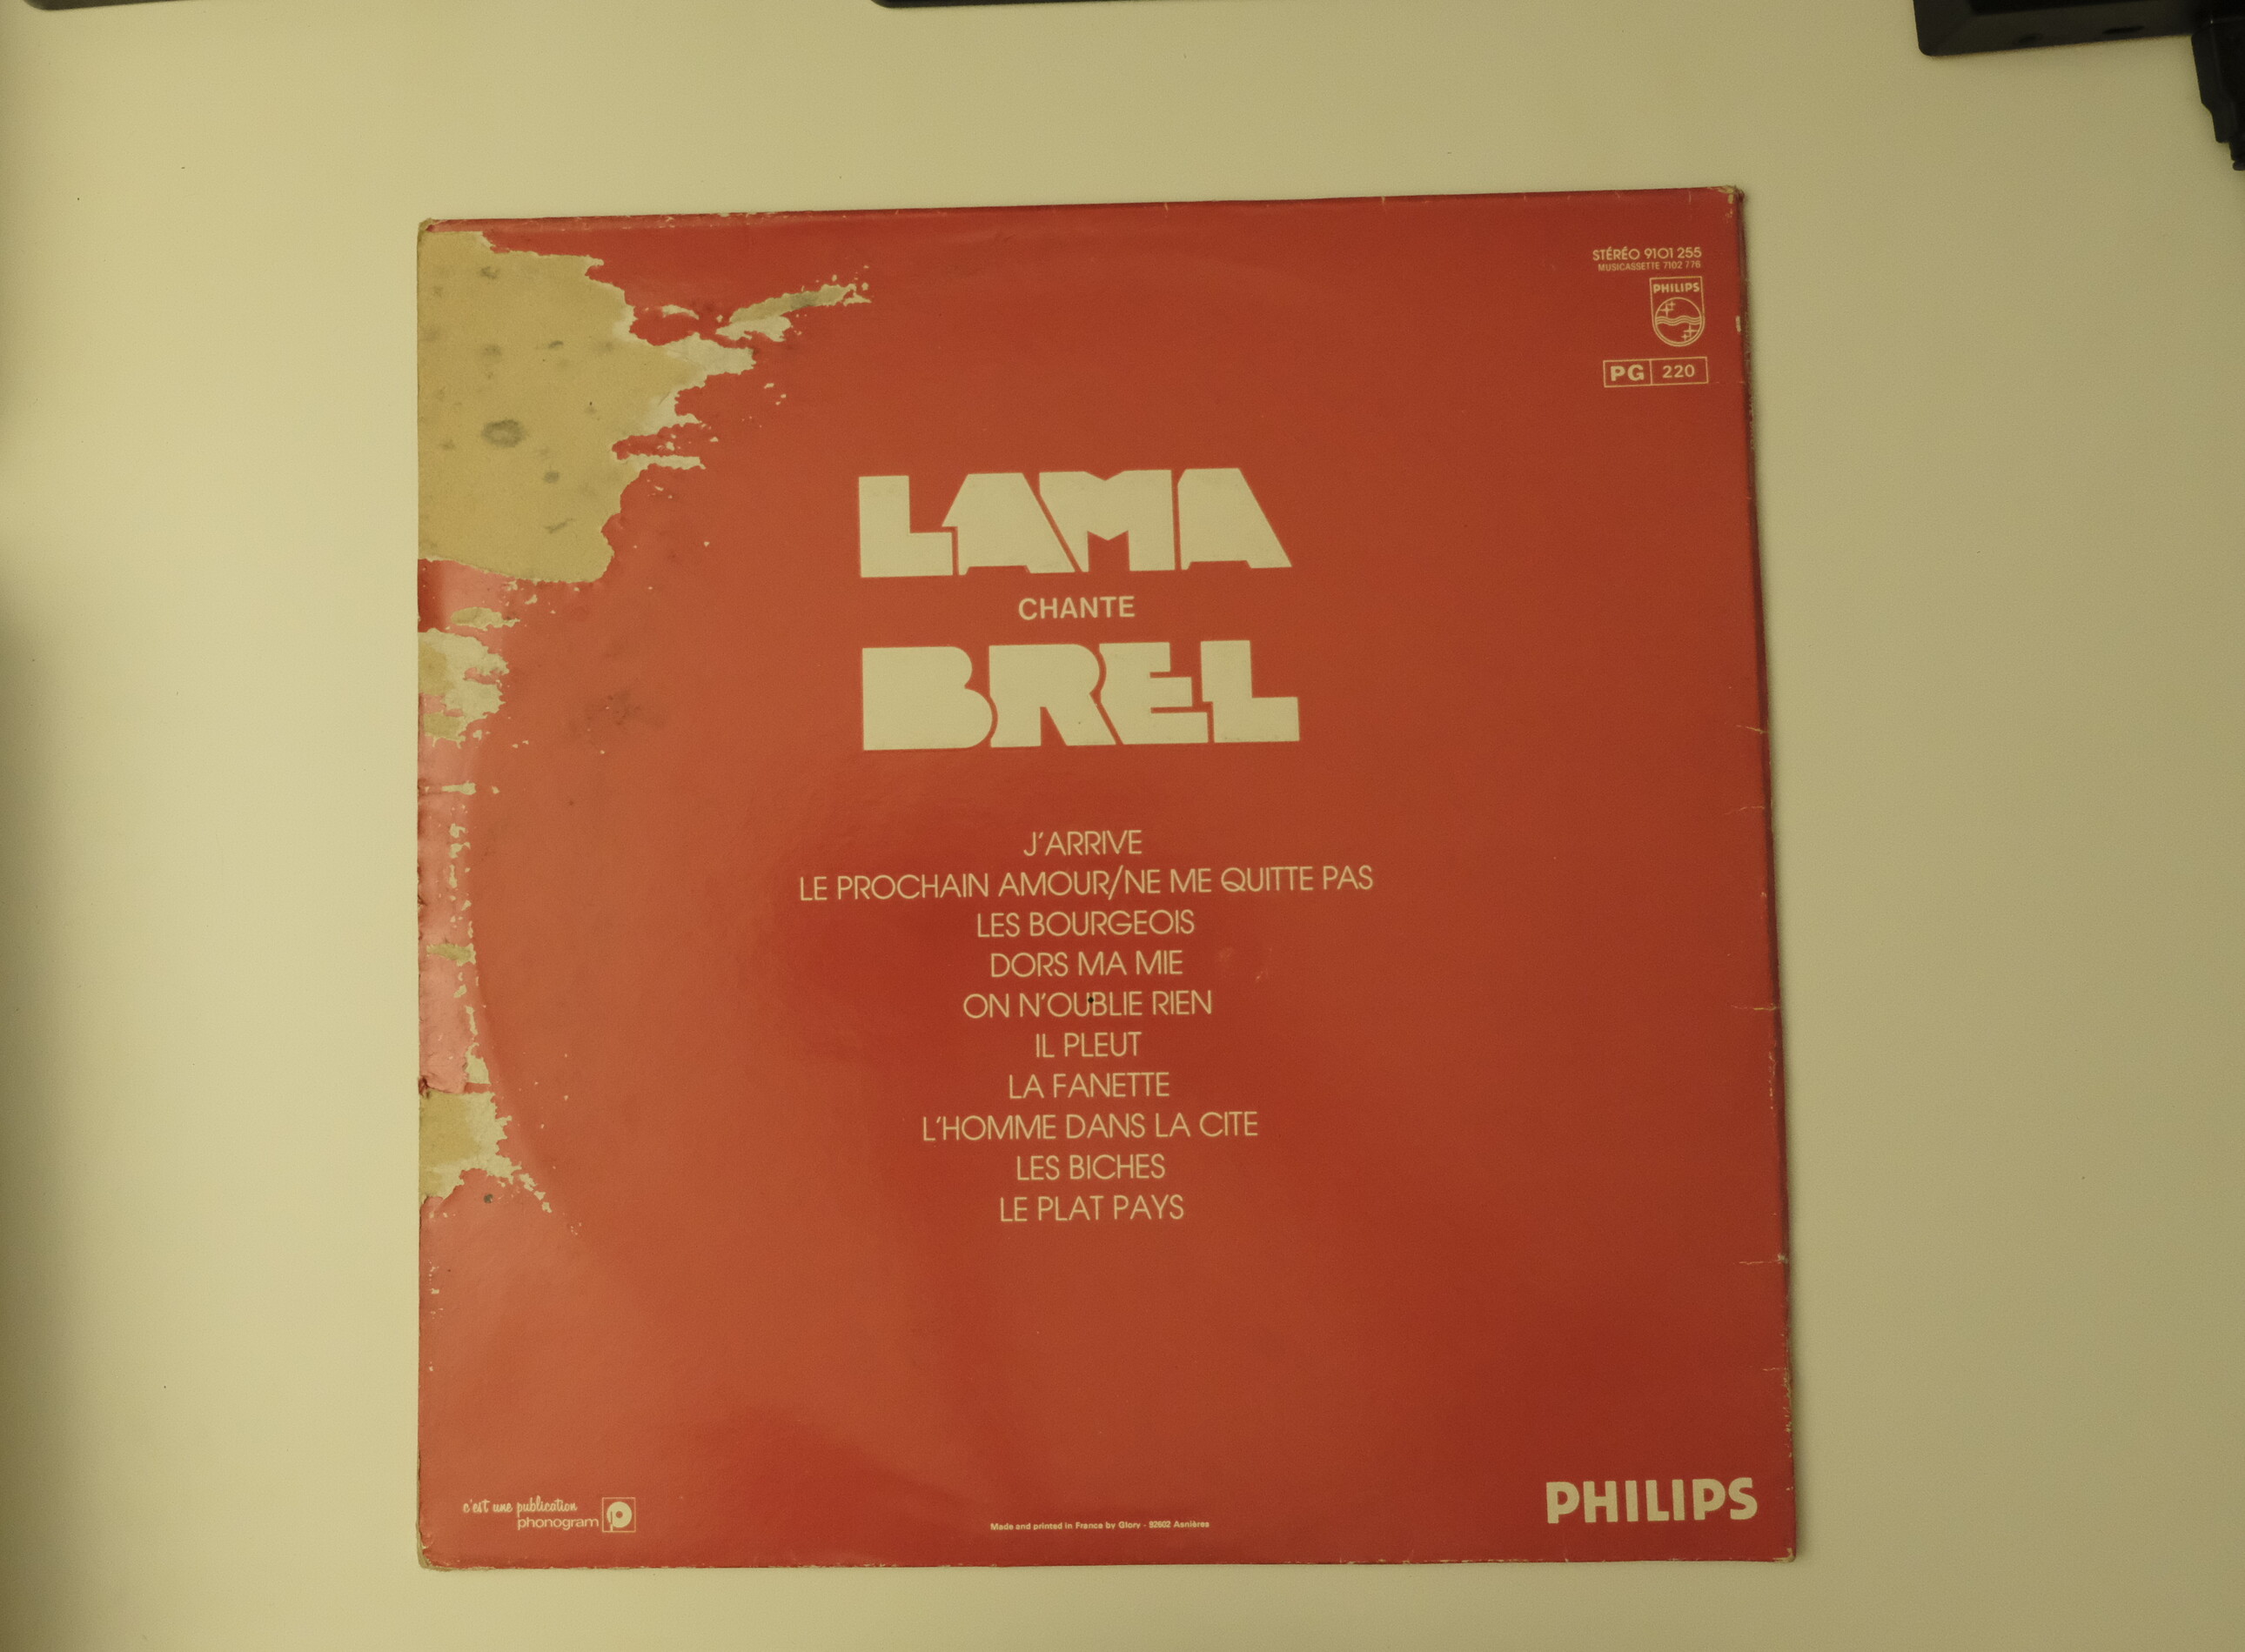 STÉRÉO 9101 255
MUSICASSETTE 7102 776
PHILIPS
PG 220
LAMA
CHANTE
BREL
J'ARRIVE
LE PROCHAIN AMOUR/NE ME QUITTE PAS
LES BOURGEOIS
DORS MA MIE
ON N'OUBLIE RIEN
IL PLEUT
LA FANETTE
L'HOMME DANS LA CITE
LES BICHES
LE PLAT PAYS
c'est une publication
phonogram
Made and printed in France by Glory - 92602 Asnières
PHILIPS